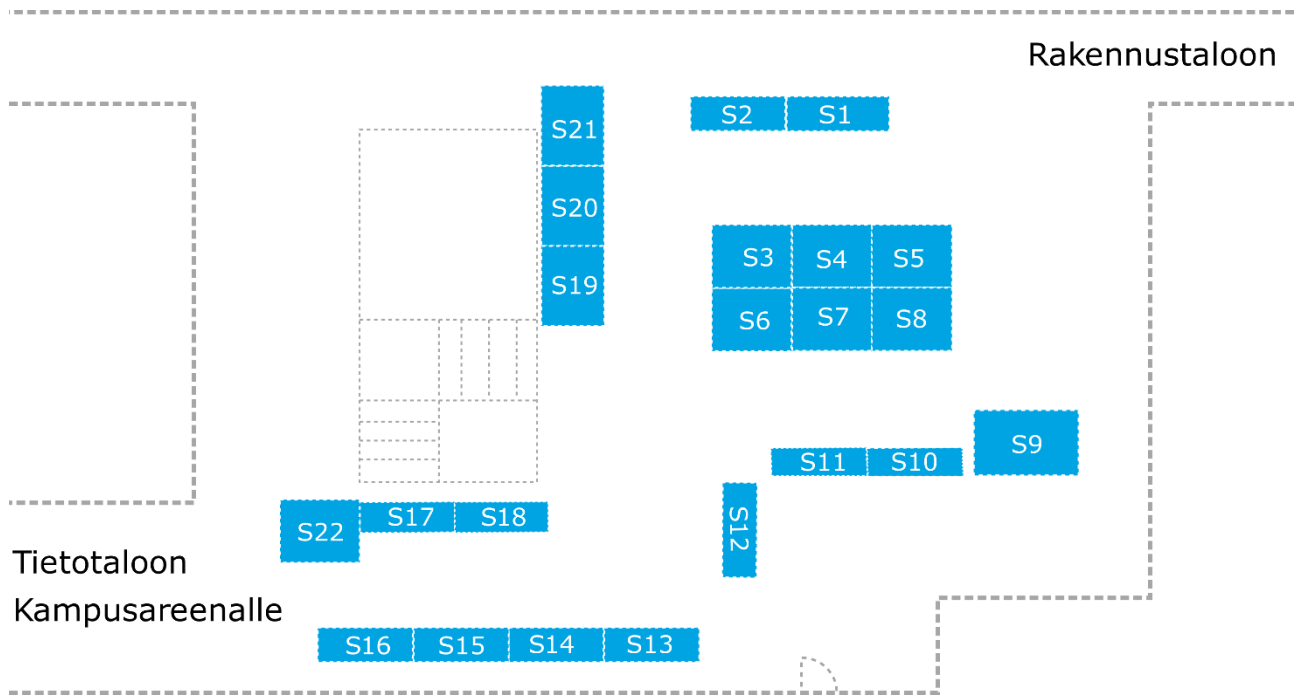 Rakennustaloon
S21
S2 S1
S20
S3 S4 S5
S19
S6 S7 S8
S9
S11 S10
S12
S22 S17 S18
Tietotaloon
Kampusareenalle
S16 S15 S14 S13